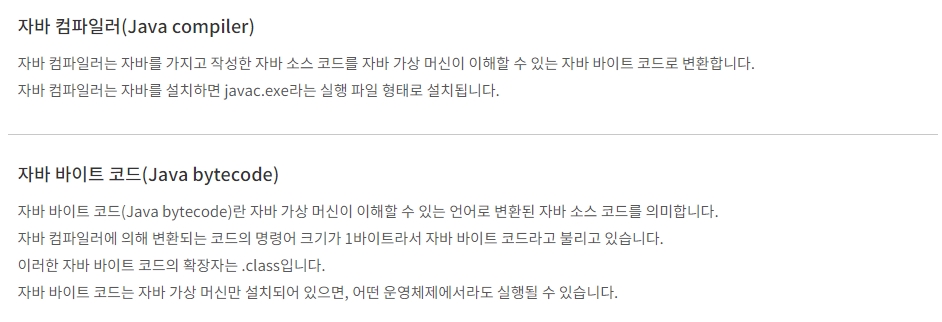 자바 컴파일러(Java compiler)
자바 컴파일러는 자바를 가지고 작성한 자바 소스 코드를 자바 가상 머신이 이해할 수 있는 자바 바이트 코드로 변환합니다.
자바 컴파일러는 자바를 설치하면 javac.exe라는 실행 파일 형태로 설치됩니다.
자바 바이트 코드(Java bytecode)
자바 바이트 코드(Java bytecode)란 자바 가상 머신이 이해할 수 있는 언어로 변환된 자바 소스 코드를 의미합니다.
자바 컴파일러에 의해 변환되는 코드의 명령어 크기가 1바이트라서 자바 바이트 코드라고 불리고 있습니다.
이러한 자바 바이트 코드의 확장자는 .class입니다.
자바 바이트 코드는 자바 가상 머신만 설치되어 있으면, 어떤 운영체제에서라도 실행될 수 있습니다.